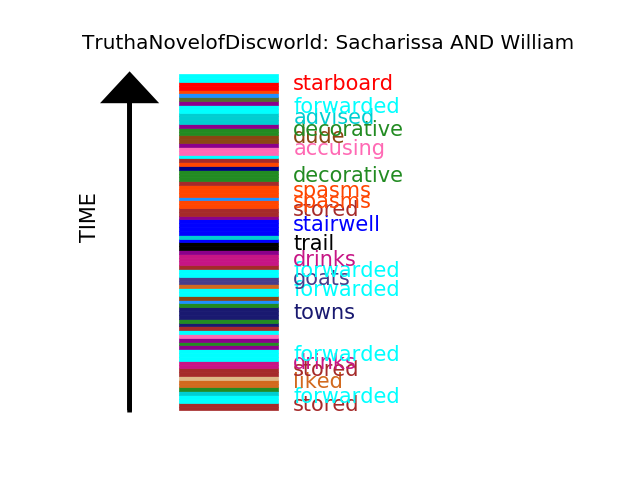 TruthaNovelofDiscworld: Sacharissa AND William
starboard
forwarded
advised
decorative
dude
accusing
decorative
spasms
spasms
stored
stairwell
trail
drinks
forwarded
goats
forwarded
towns
forwarded
drinks
stored
liked
forwarded
stored
TIME